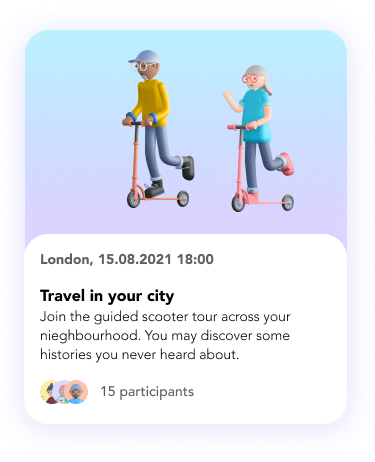 London, 15.08.2021 18:00
Travel in your city
Join the guided scooter tour across your
nieghbourhood. You may discover some
histories you never heard about.
15 participants